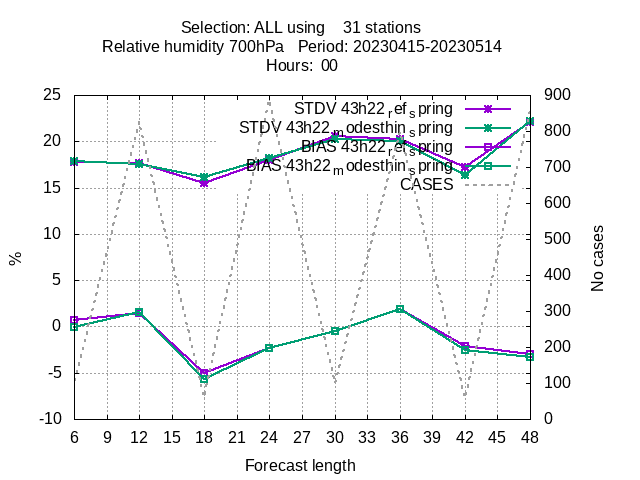 Selection: ALL using    31 stations
Relative humidity 700hPa   Period: 20230415-20230514
Hours:  00
25
20
15
10
5
0
-5
-10
%
STDV 43h22_ref_spring
STDV 43h22_modesthin_spring
BIAS 43h22_ref_spring
BIAS 43h22_modesthin_spring
CASES
900
800
700
600
500
400
300
200
100
0
No cases
6 9 12 15 18 21 24 27 30 33 36 39 42 45 48
Forecast length